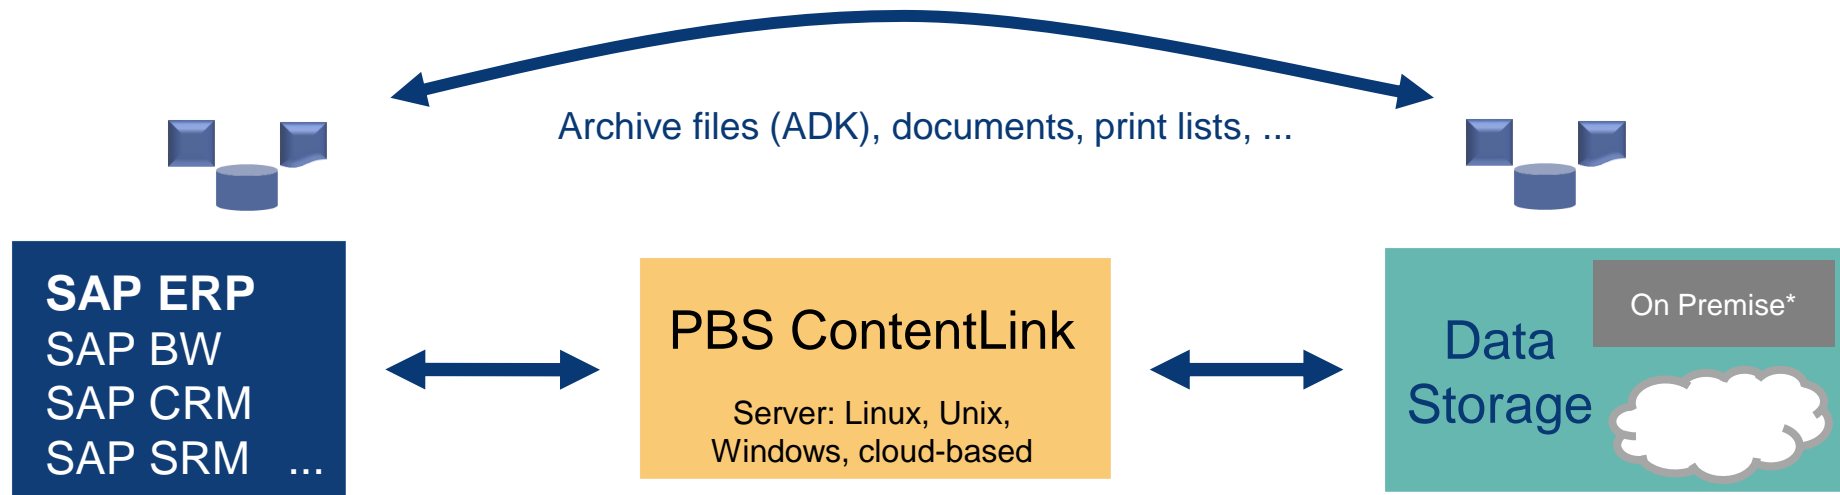 Archive files (ADK), documents, print lists, ...
SAP ERP
SAP BW
SAP CRM
SAP SRM ...
PBS ContentLink
Server: Linux, Unix,
Windows, cloud-based
Data
Storage
On Premise*